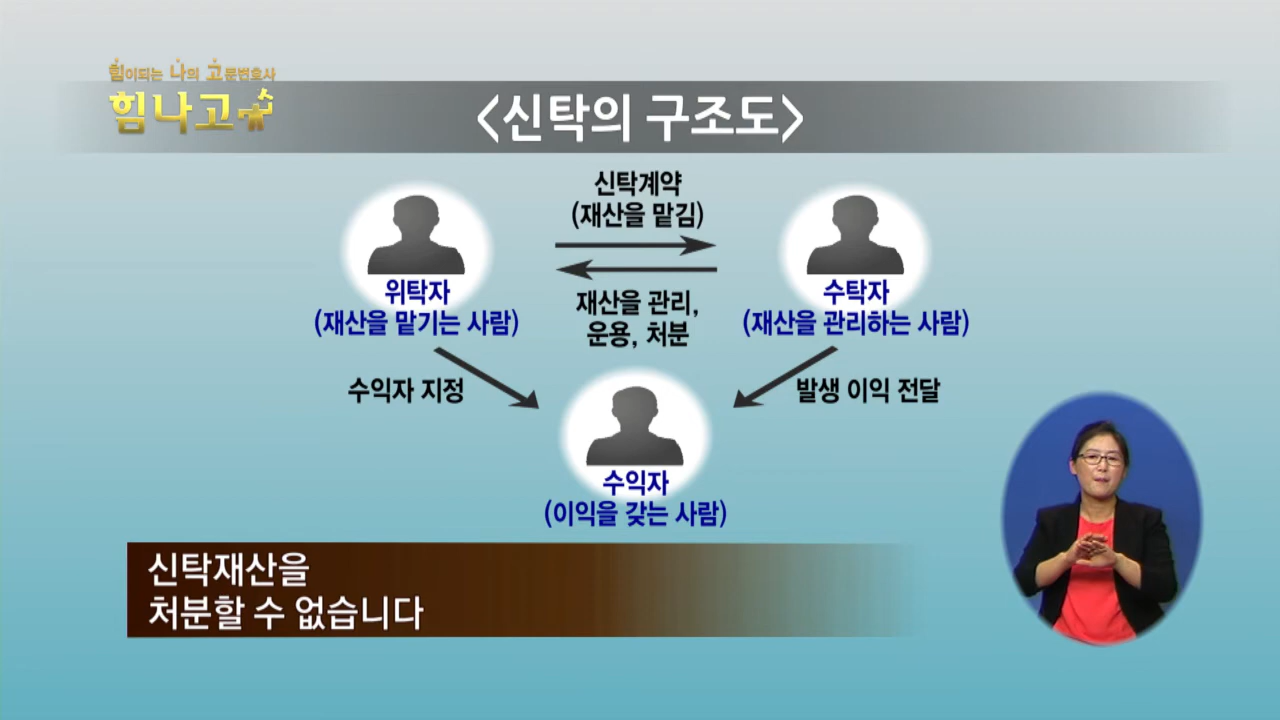 힘이되는 나의 고문변호사
힘나고
<신탁의 구조도>
신탁계약
(재산을 맡김)
위탁자
(재산을 맡기는 사람)
재산을 관리,
운용, 처분
수탁자
(재산을 관리하는 사람)
수익자 지정
발생 이익 전달
수익자
(이익을 갖는 사람)
신탁재산을
처분할 수 없습니다